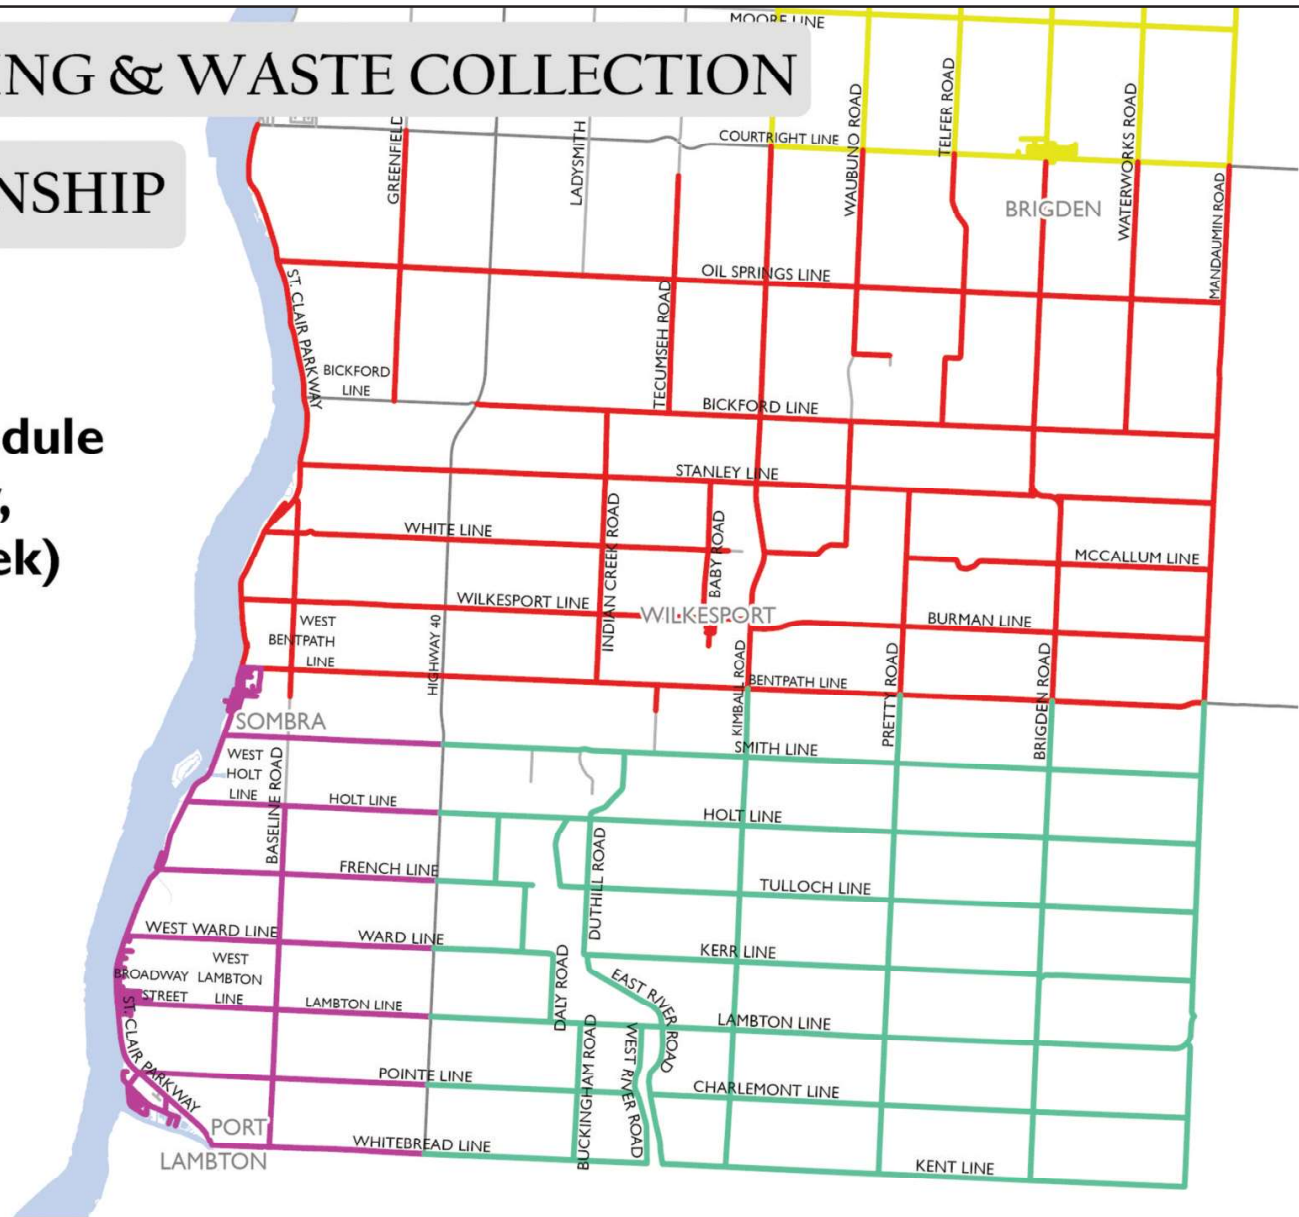 MOORE LINE
ING & WASTE COLLECTION
NSHIP
dule
,
ek)
COURTRIGHT LINE
GREENFIELD
LADYSMITH
WAUBUNO ROAD
TELFER ROAD
WATERWORKS ROAD
MANDAUMIN ROAD
BRIGDEN
OIL SPRINGS LINE
ST. CLAIR PARKWAY
TECUMSEH ROAD
BICKFORD
LINE
BICKFORD LINE
STANLEY LINE
WHITE LINE
INDIAN CREEK ROAD
BABY ROAD
MCCALLUM LINE
WILKESPORT LINE
WILKESPORT
BURMAN LINE
WEST
BENTPATH
LINE
HIGHWAY 40
KIMBALL ROAD
BENTPATH LINE
PRETTY ROAD
BRIGDEN ROAD
SOMBRA
SMITH LINE
WEST
HOLT
LINE
BASELINE ROAD
HOLT LINE
HOLT LINE
FRENCH LINE
DUTHILL ROAD
TULLOCH LINE
WEST WARD LINE
WARD LINE
KERR LINE
DALY ROAD
EAST RIVER ROAD
BROADWAY
STREET
WEST
LAMBTON
LINE
LAMBTON LINE
LAMBTON LINE
ST. CLAIR PARKWAY
BUCKINGHAM ROAD
WEST RIVER ROAD
POINTE LINE
CHARLEMONT LINE
PORT
LAMBTON
WHITEBREAD LINE
KENT LINE